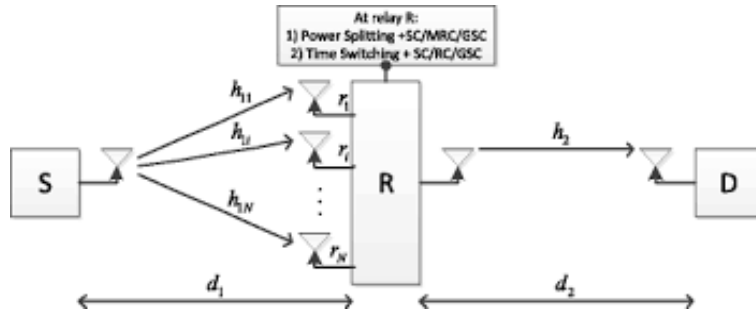 At relay R:
1) Power Splitting +SC/MRC/GSC
2) Time Switching + SC/RC/GSC
h₁₁
r₁
h₁ᵢ
rᵢ
h₂
S
R
D
⋮
h₁N
r_N
d₁
d₂